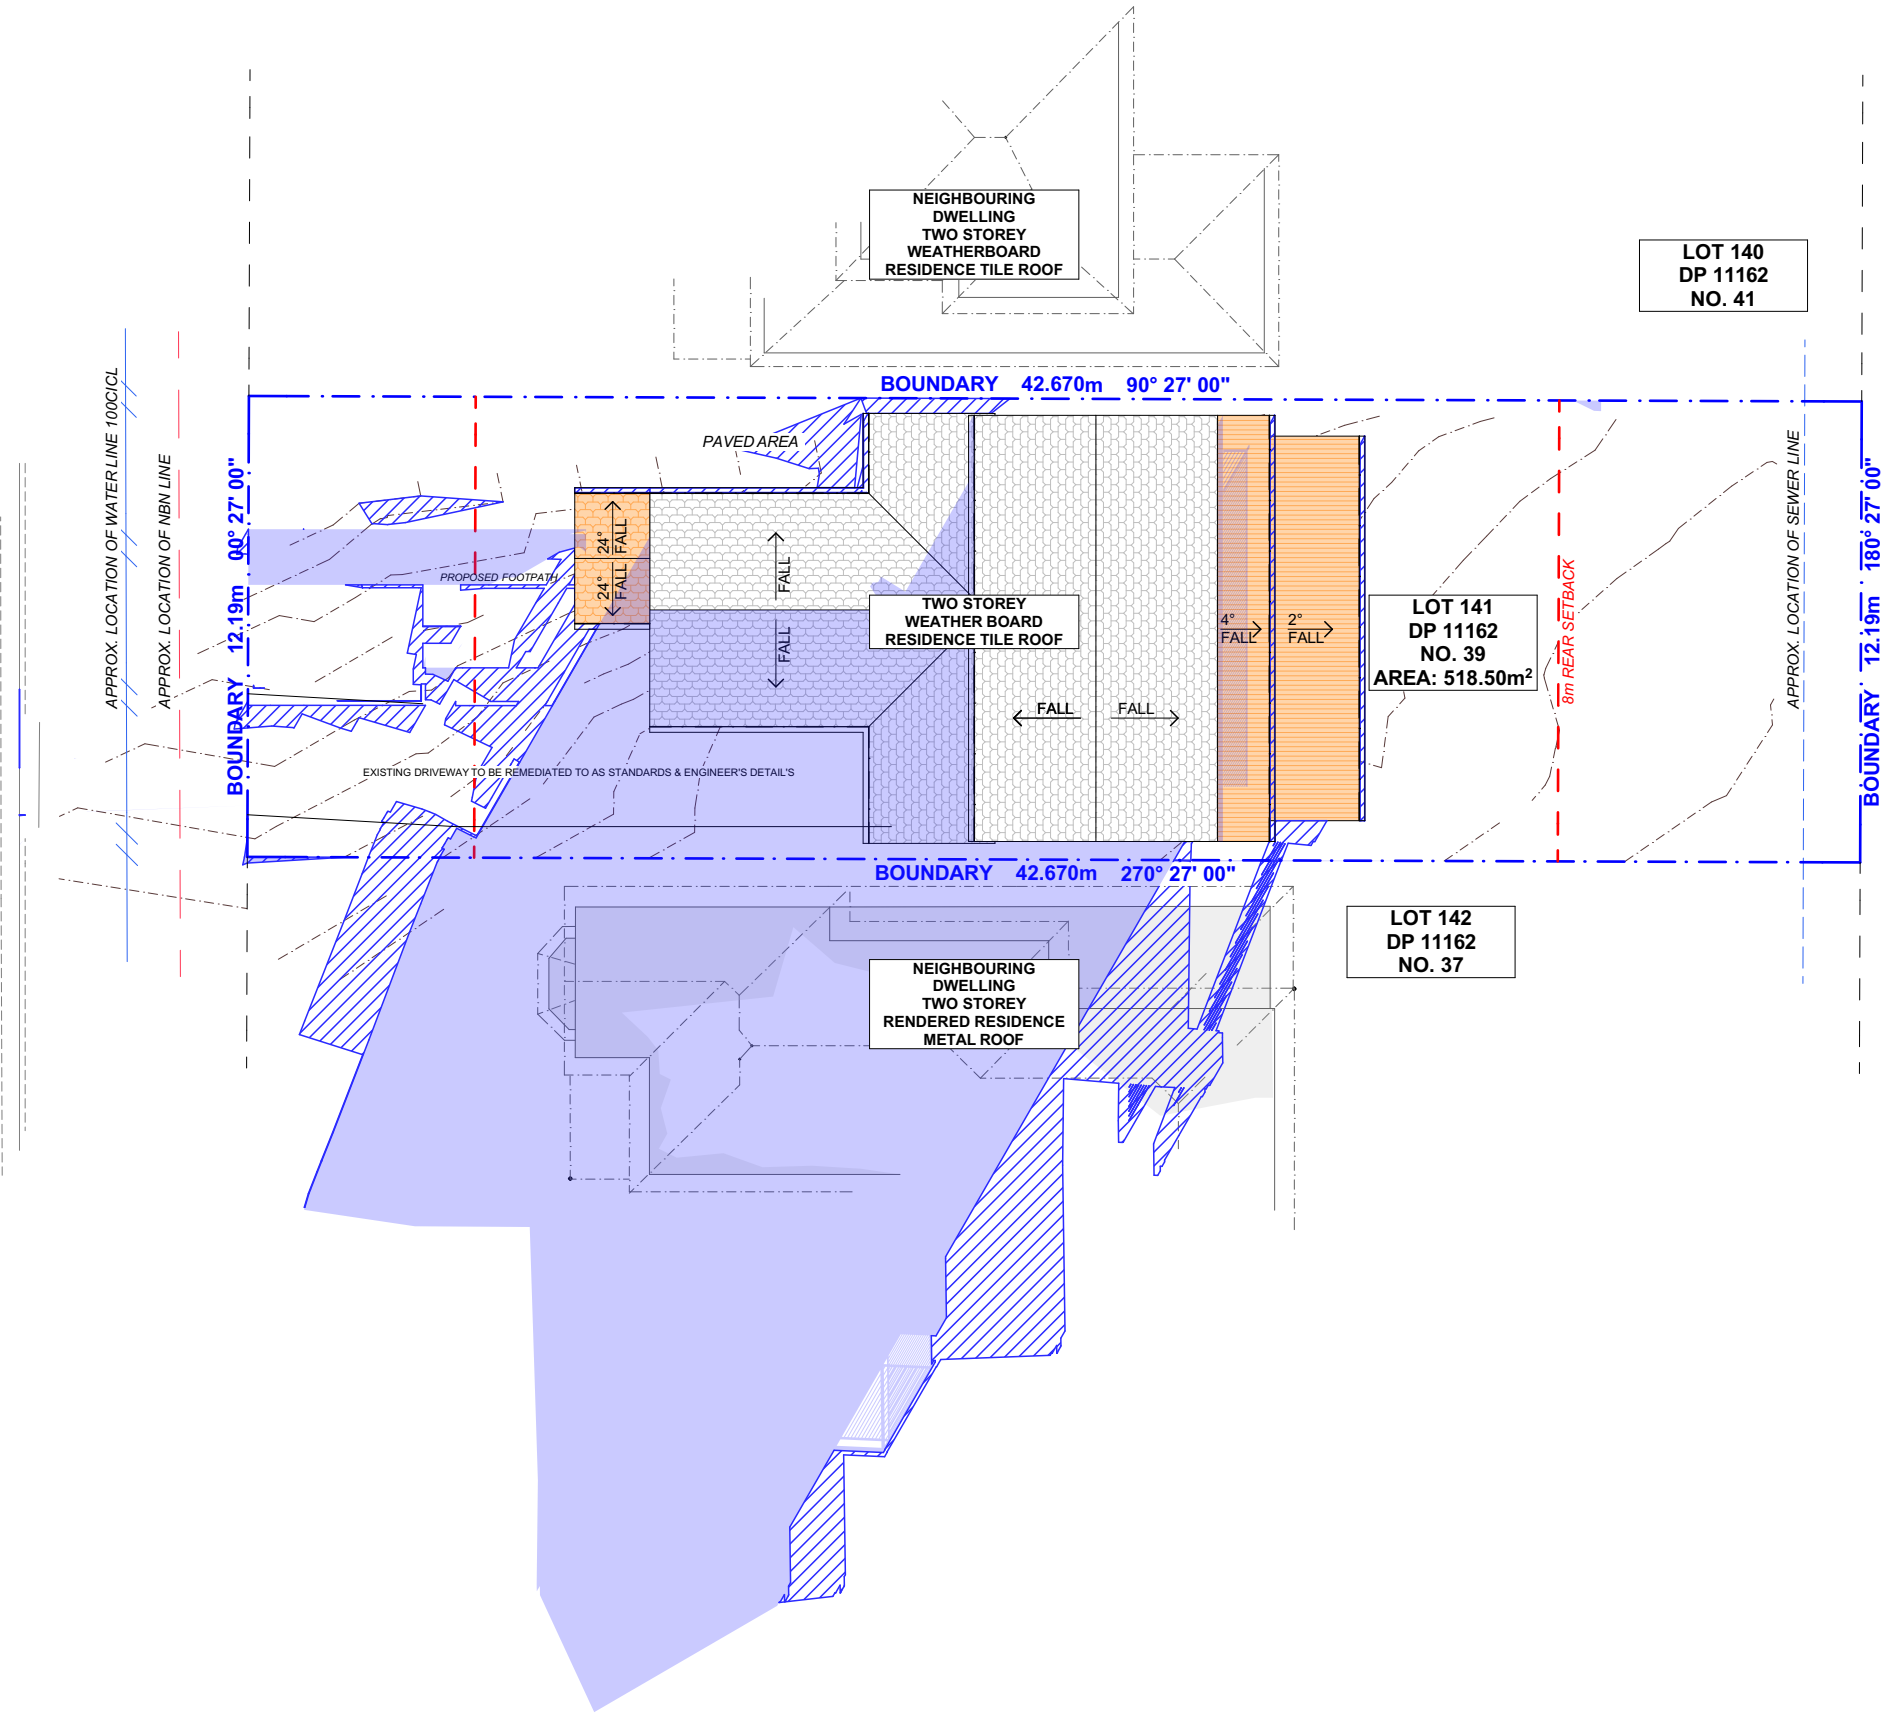 NEIGHBOURING
DWELLING
TWO STOREY
WEATHERBOARD
RESIDENCE TILE ROOF
LOT 140
DP 11162
NO. 41
BOUNDARY 42.670m 90° 27' 00"
APPROX. LOCATION OF WATER LINE 100CICL
APPROX. LOCATION OF NBN LINE
BOUNDARY 12.19m 00° 27' 00"
PAVED AREA
24°
FALL
24°
FALL
PROPOSED FOOTPATH
FALL
FALL
TWO STOREY
WEATHER BOARD
RESIDENCE TILE ROOF
4°
FALL
2°
FALL
FALL
FALL
LOT 141
DP 11162
NO. 39
AREA: 518.50m²
8m REAR SETBACK
APPROX. LOCATION OF SEWER LINE
BOUNDARY 12.19m 180° 27' 00"
EXISTING DRIVEWAY TO BE REMEDIATED TO AS STANDARDS & ENGINEER'S DETAIL'S
BOUNDARY 42.670m 270° 27' 00"
LOT 142
DP 11162
NO. 37
NEIGHBOURING
DWELLING
TWO STOREY
RENDERED RESIDENCE
METAL ROOF